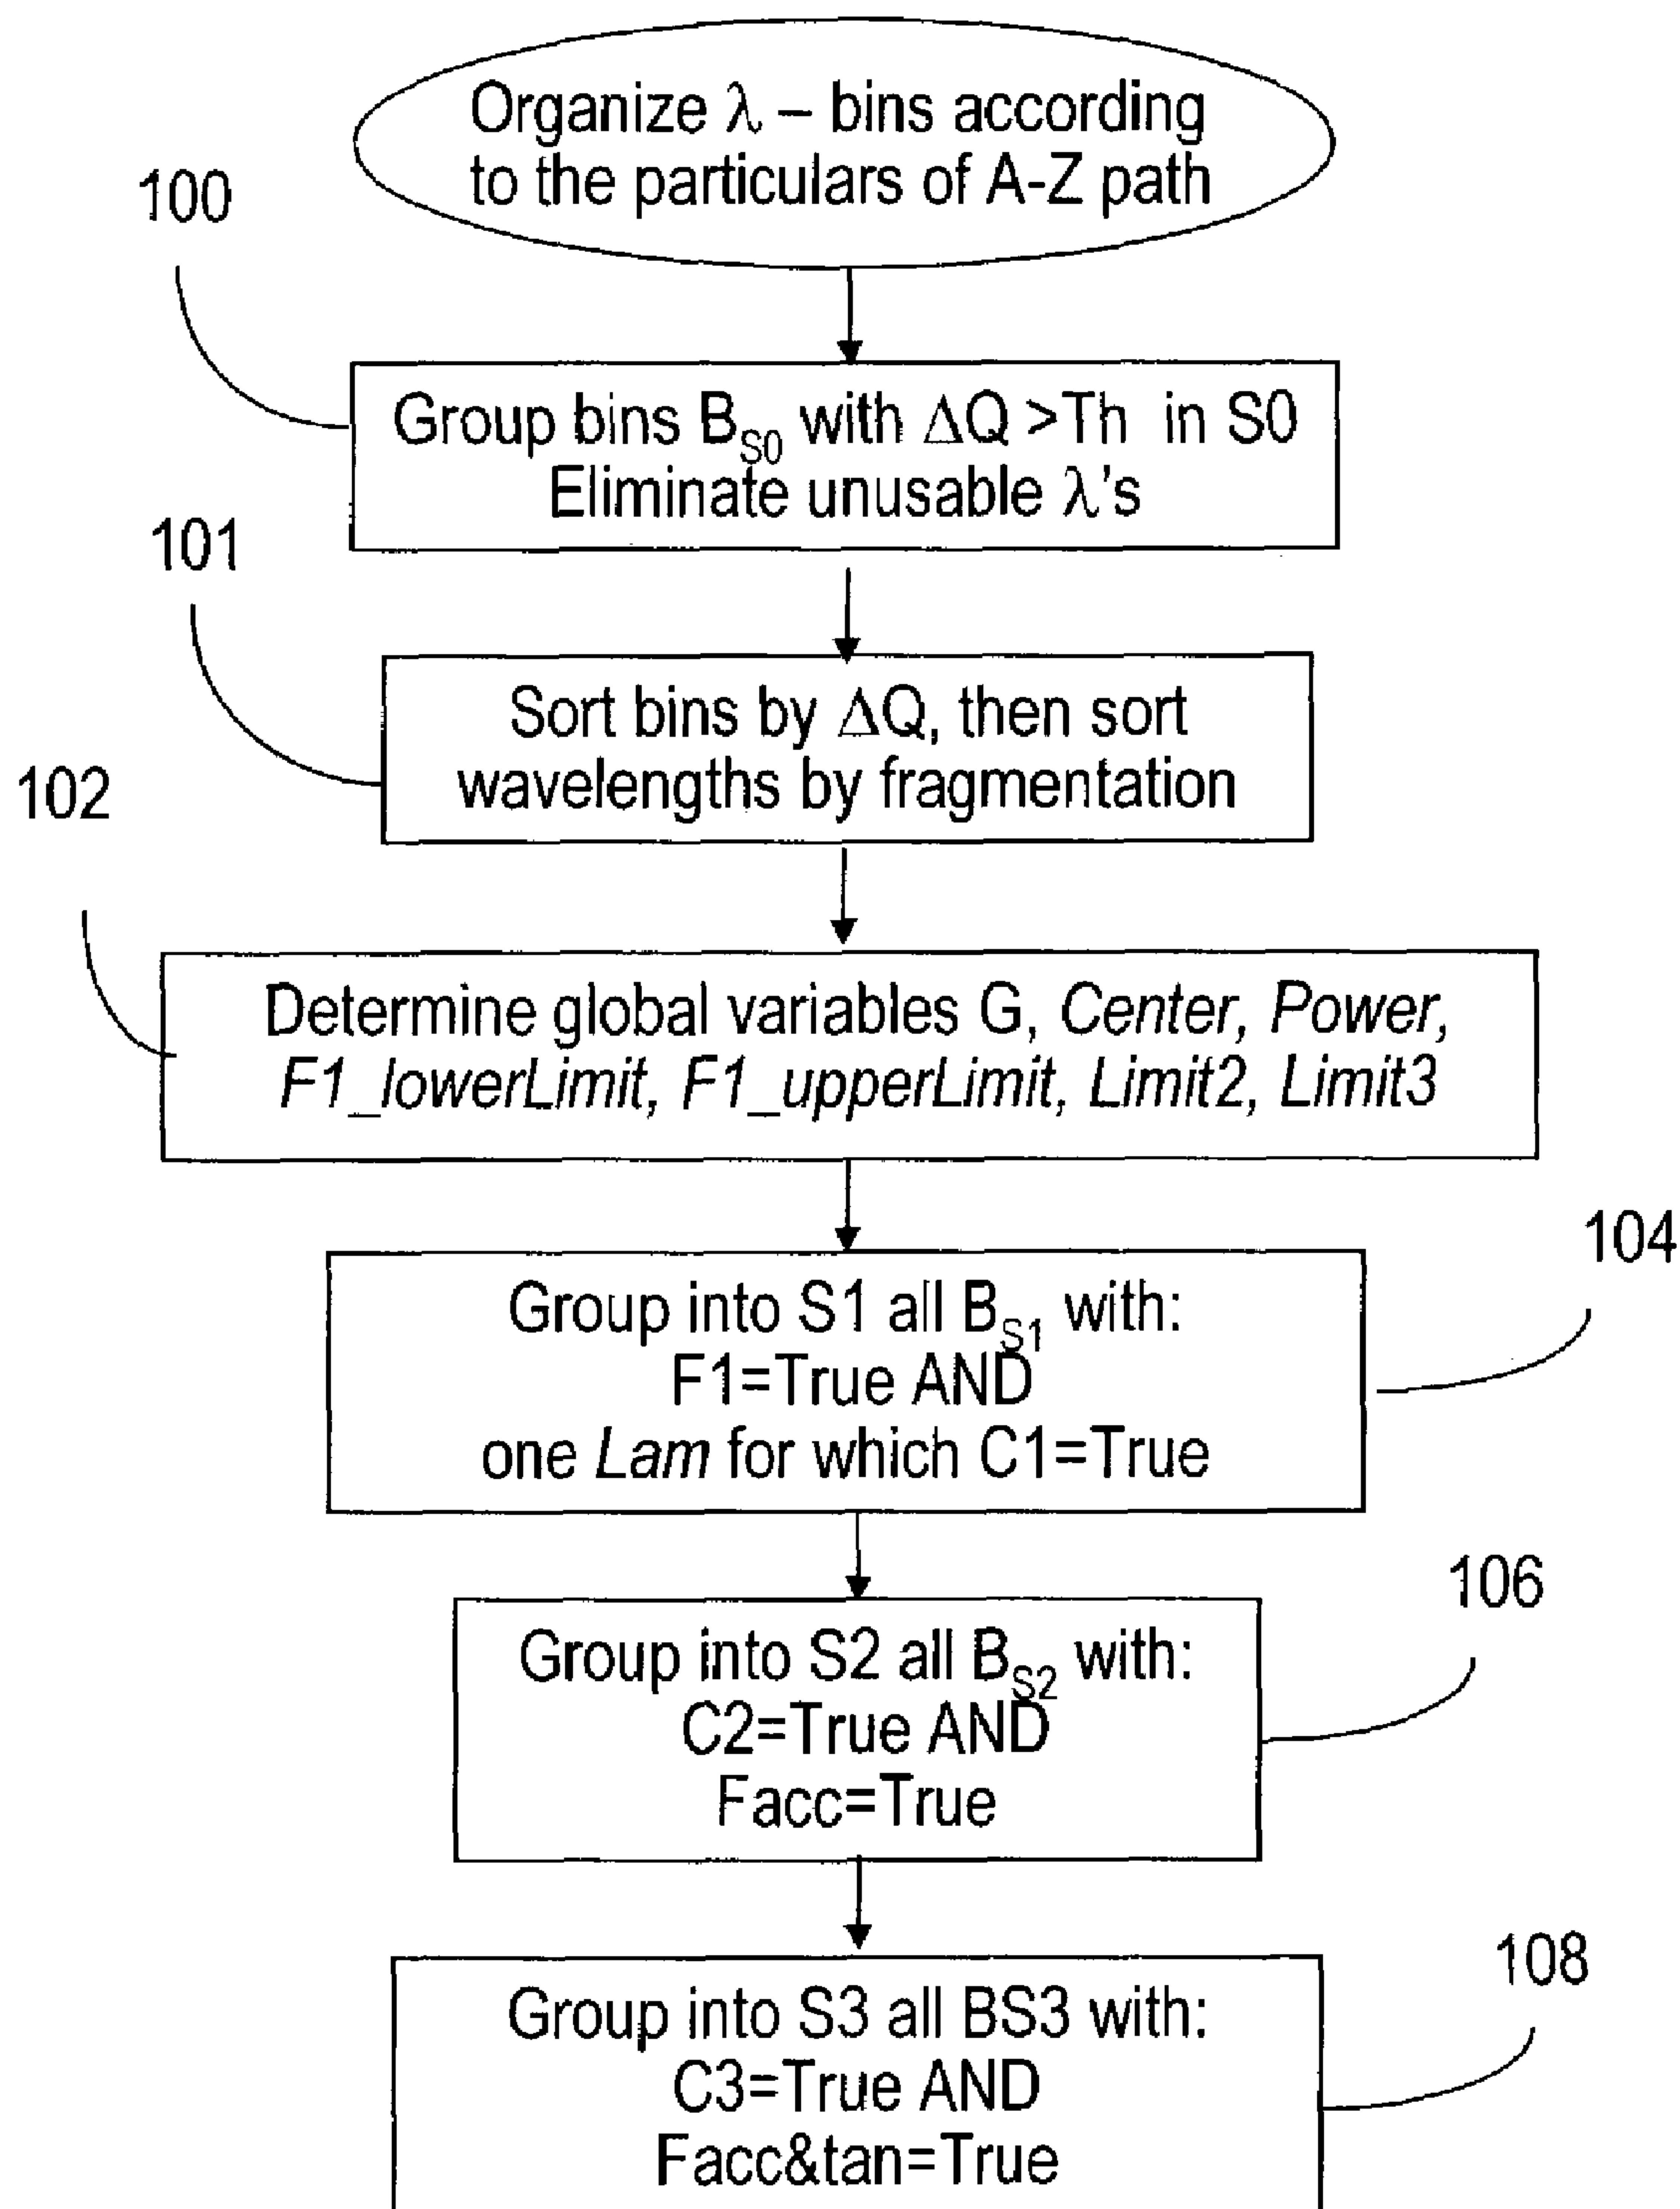 Organize λ – bins according
to the particulars of A-Z path
100
Group bins B_S0 with ΔQ >Th in S0
Eliminate unusable λ's
101
Sort bins by ΔQ, then sort
wavelengths by fragmentation
102
Determine global variables G, Center, Power,
F1_lowerLimit, F1_upperLimit, Limit2, Limit3
104
Group into S1 all B_S1 with:
F1=True AND
one Lam for which C1=True
106
Group into S2 all B_S2 with:
C2=True AND
Facc=True
108
Group into S3 all BS3 with:
C3=True AND
Facc&tan=True